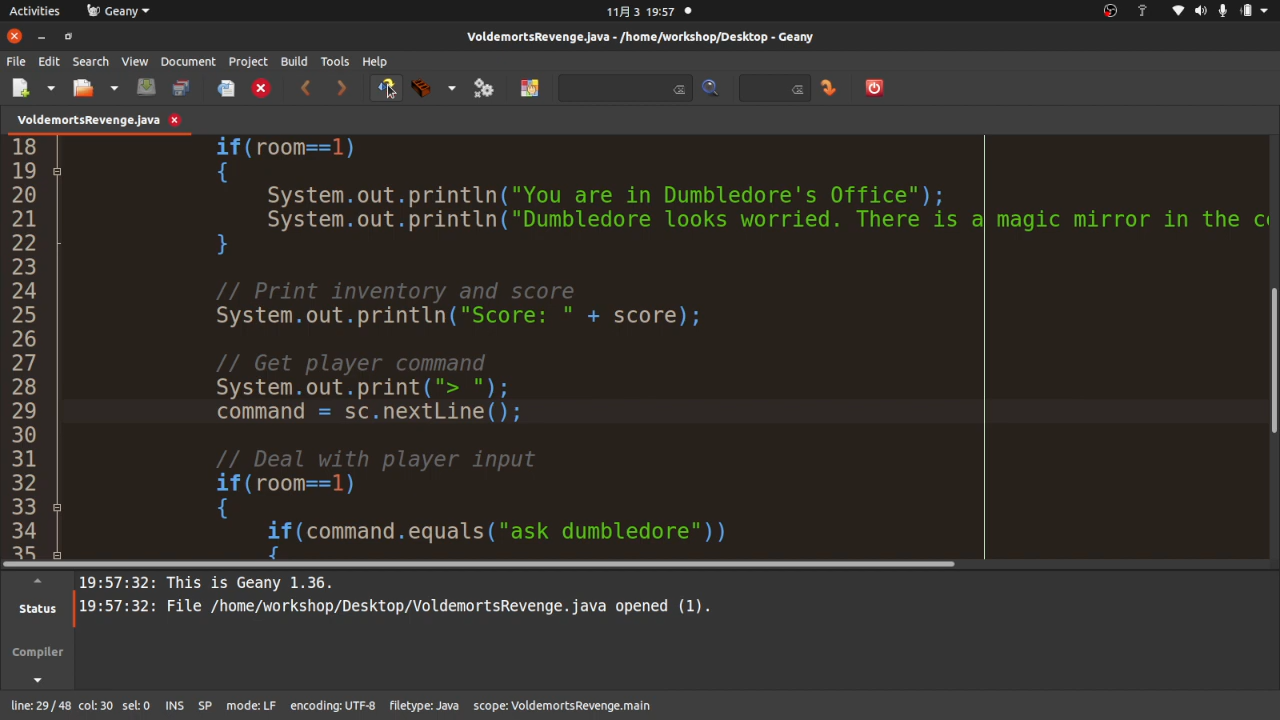 Activities Geany 11月 3 19:57
VoldemortsRevenge.java - /home/workshop/Desktop - Geany
File Edit Search View Document Project Build Tools Help
VoldemortsRevenge.java
18 if(room==1)
19 {
20 System.out.println("You are in Dumbledore's Office");
21 System.out.println("Dumbledore looks worried. There is a magic mirror in the
22 }
23
24 // Print inventory and score
25 System.out.println("Score: " + score);
26
27 // Get player command
28 System.out.print("> ");
29 command = sc.nextLine();
30
31 // Deal with player input
32 if(room==1)
33 {
34 if(command.equals("ask dumbledore"))
35 {
19:57:32: This is Geany 1.36.
Status 19:57:32: File /home/workshop/Desktop/VoldemortsRevenge.java opened (1).
Compiler
line: 29 / 48 col: 30 sel: 0 INS SP mode: LF encoding: UTF-8 filetype: Java scope: VoldemortsRevenge.main